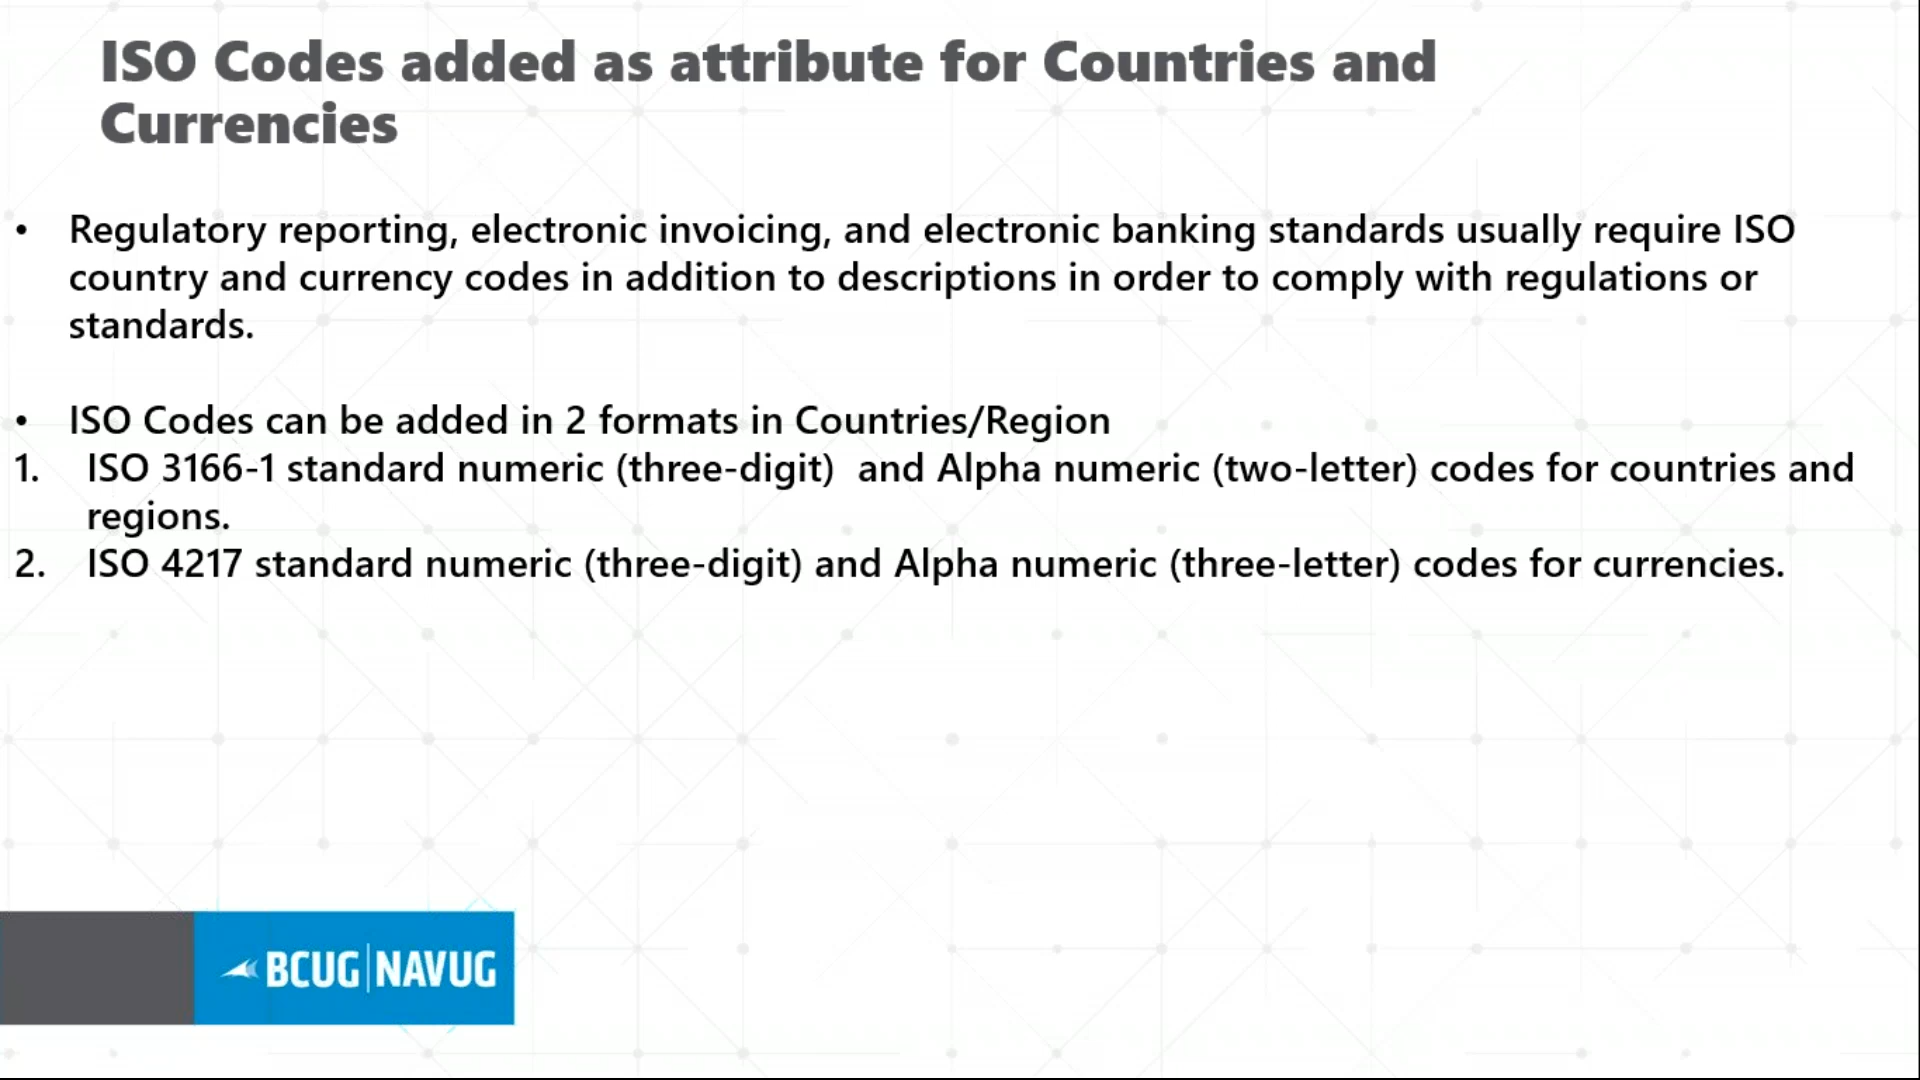 ISO Codes added as attribute for Countries and
Currencies
• Regulatory reporting, electronic invoicing, and electronic banking standards usually require ISO
country and currency codes in addition to descriptions in order to comply with regulations or
standards.
• ISO Codes can be added in 2 formats in Countries/Region
1. ISO 3166-1 standard numeric (three-digit)  and Alpha numeric (two-letter) codes for countries and
regions.
2. ISO 4217 standard numeric (three-digit) and Alpha numeric (three-letter) codes for currencies.
BCUG|NAVUG